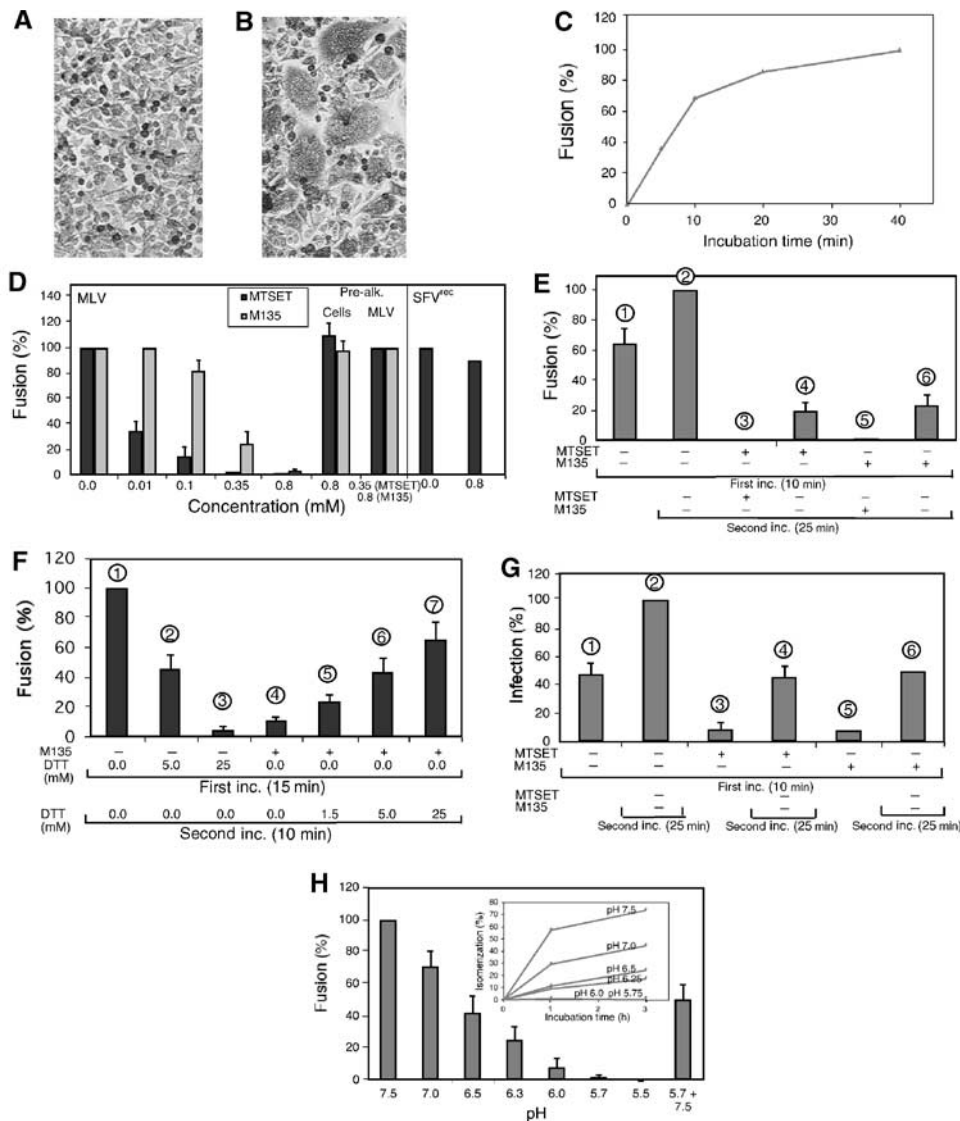 A
B
C
120
100
80
60
40
20
0
Fusion (%)
0
10
20
30
40
Incubation time (min)
D
MLV
MTSET
M135
Pre-alk.
Cells
MLV
SFVrec
140
120
100
80
60
40
20
0
Fusion (%)
0.0
0.01
0.1
0.35
0.8
0.8
0.35 (MTSET)
0.8 (M135)
0.0
0.8
Concentration (mM)
E
100
80
60
40
20
0
Fusion (%)
1
2
3
4
5
6
MTSET – – + + – –
M135 – – – – + +
First inc. (10 min)
MTSET – + – – –
M135 – – – + –
Second inc. (25 min)
F
120
100
80
60
40
20
0
Fusion (%)
1
2
3
4
5
6
7
M135 – – – + + + +
DTT 0.0 5.0 25 0.0 0.0 0.0 0.0
(mM)
First inc. (15 min)
DTT 0.0 0.0 0.0 0.0 1.5 5.0 25
(mM)
Second inc. (10 min)
G
120
100
80
60
40
20
0
Infection (%)
1
2
3
4
5
6
MTSET – – + + – –
M135 – – – – + +
First inc. (10 min)
MTSET – – –
M135 – – –
Second inc. (25 min) Second inc. (25 min) Second inc. (25 min)
H
120
100
80
60
40
20
0
Fusion (%)
80
70
60
50
40
30
20
10
0
Isomerization (%)
pH 7.5
pH 7.0
pH 6.5
pH 6.25
pH 6.0 pH 5.75
0
1
2
3
Incubation time (h)
7.5
7.0
6.5
6.3
6.0
5.7
5.5
5.7 +
7.5
pH